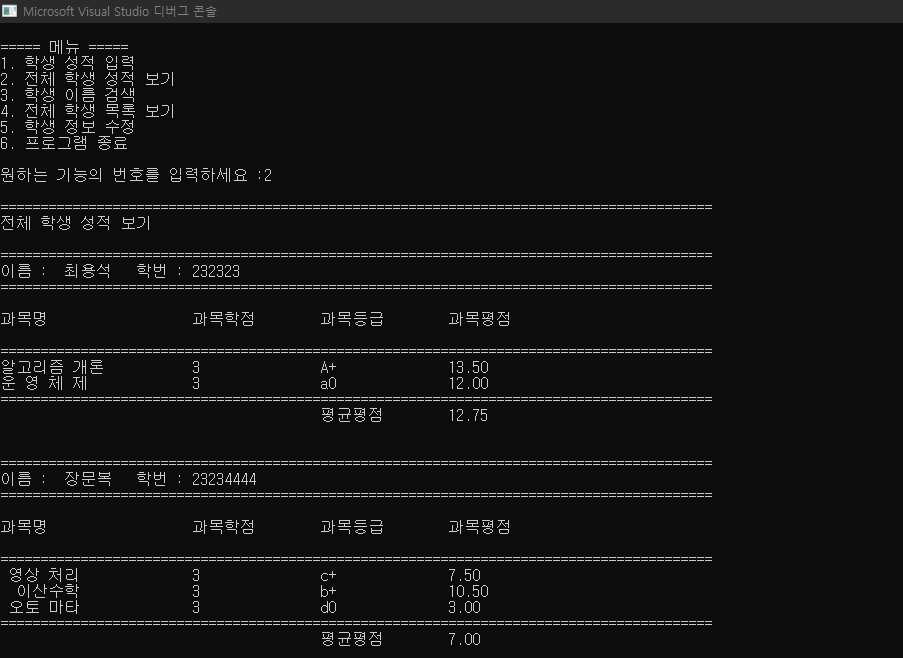 Microsoft Visual Studio 디버그 콘솔
===== 메뉴 =====
1. 학생 성적 입력
2. 전체 학생 성적 보기
3. 학생 이름 검색
4. 전체 학생 목록 보기
5. 학생 정보 수정
6. 프로그램 종료
원하는 기능의 번호를 입력하세요 :2
=========================================================================================
전체 학생 성적 보기
=========================================================================================
이름 :  최용석   학번 : 232323
=========================================================================================
과목명 과목학점 과목등급 과목평점
=========================================================================================
알고리즘 개론 3 A+ 13.50
운 영 체 제 3 a0 12.00
=========================================================================================
평균평점 12.75
=========================================================================================
이름 :  장문복   학번 : 23234444
=========================================================================================
과목명 과목학점 과목등급 과목평점
=========================================================================================
영상 처리 3 c+ 7.50
이산수학 3 b+ 10.50
오토 마타 3 d0 3.00
=========================================================================================
평균평점 7.00